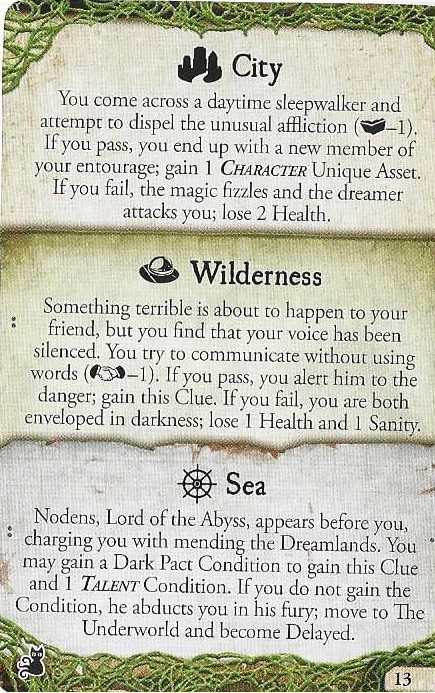 City
You come across a daytime sleepwalker and
attempt to dispel the unusual affliction (–1).
If you pass, you end up with a new member of
your entourage; gain 1 CHARACTER Unique Asset.
If you fail, the magic fizzles and the dreamer
attacks you; lose 2 Health.
Wilderness
Something terrible is about to happen to your
friend, but you find that your voice has been
silenced. You try to communicate without using
words (–1). If you pass, you alert him to the
danger; gain this Clue. If you fail, you are both
enveloped in darkness; lose 1 Health and 1 Sanity.
Sea
Nodens, Lord of the Abyss, appears before you,
charging you with mending the Dreamlands. You
may gain a Dark Pact Condition to gain this Clue
and 1 TALENT Condition. If you do not gain the
Condition, he abducts you in his fury; move to The
Underworld and become Delayed.
13